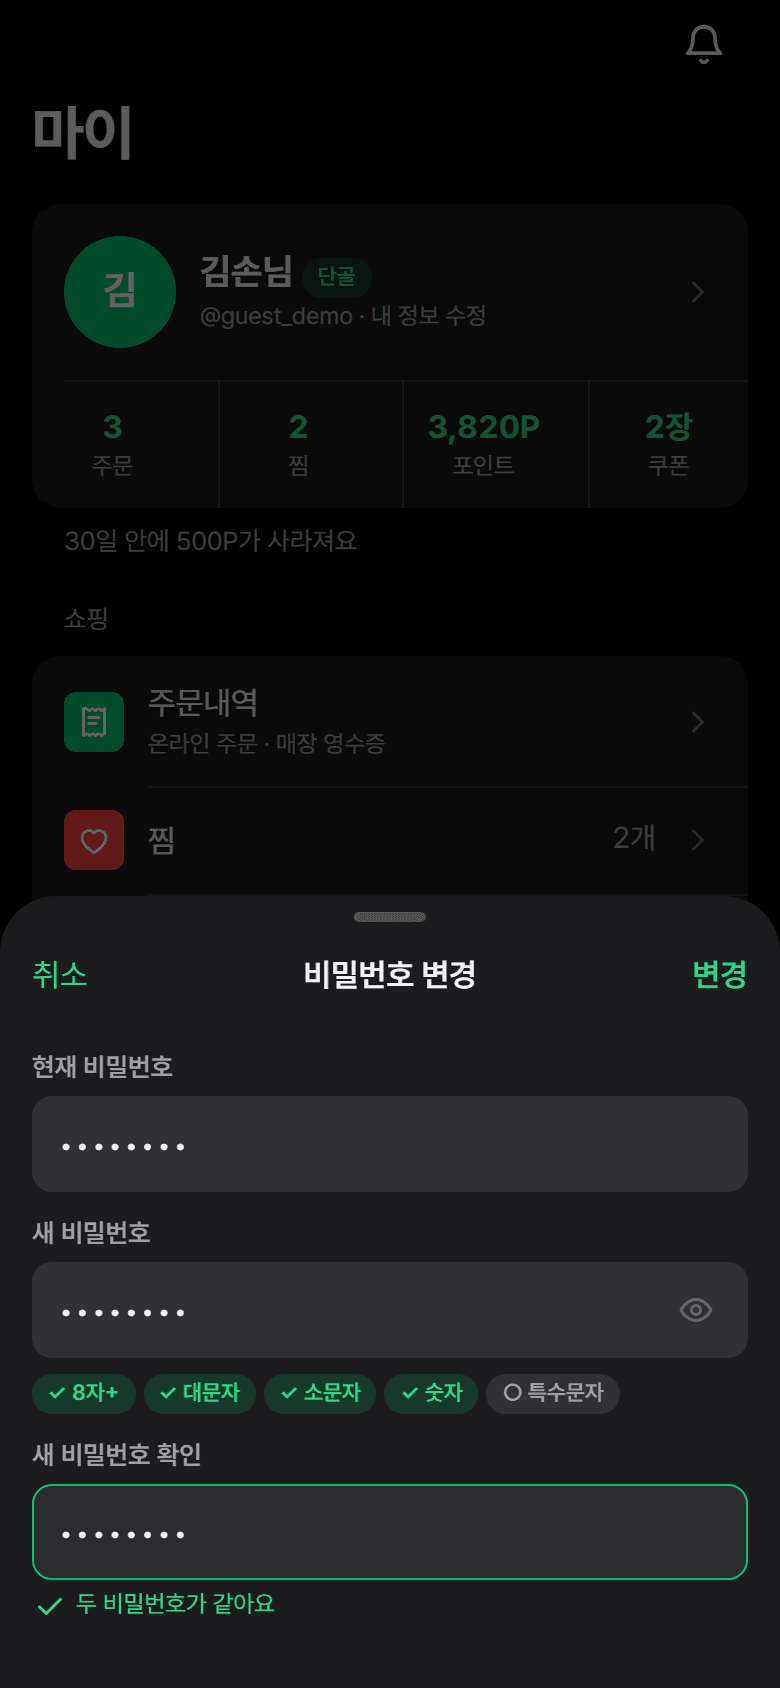 마이
김
김손님 단골
@guest_demo · 내 정보 수정
3 2 3,820P 2장
주문 찜 포인트 쿠폰
30일 안에 500P가 사라져요
쇼핑
주문내역
온라인 주문 · 매장 영수증
찜 2개
취소 비밀번호 변경 변경
현재 비밀번호
••••••••
새 비밀번호
••••••••
8자+ 대문자 소문자 숫자 특수문자
새 비밀번호 확인
••••••••
두 비밀번호가 같아요